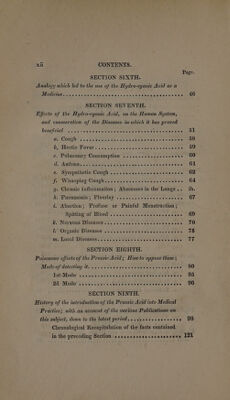 xii CONTENTS.
Page.
SECTION SIXTH.
Analogy which led to the use of the Hydro-cyanic Acid as a
Medicine 46
SECTION SEVENTH.
Effects of the Hydro-cyanic Acid, on the Human System,
and enumeration of the Diseases in which it has proved
beneficial 51
a. Cough 58
b. Hectic Fever 59
c. Pulmonary Consumption 60
d. Asthma 61
e. Sympathetic Cough 62
f. Whooping Cough 64
g. Chronic Inflammation; Abscesses in the Lungs ib.
h. Pneumonia; Pleurisy 67
i. Abortion; Profuse or Painful Menstruation;
Spitting of Blood 69
k. Nervous Diseases 70
l. Organic Diseases
m. Local Diseases 77
SECTION EIGHTH.
Poisonous effects of the Prussic Acid; How to oppose them;
Mode of detecting it 80
1st Mode 95
2d Mode 96
SECTION NINTH.
History of the introduction of the Prussic Acid into Medical
Practice; with an account of the various Publications on
this subject, down to the latest period 98
Chronological Recapitulation of the facts contained
in the preceding Section 121